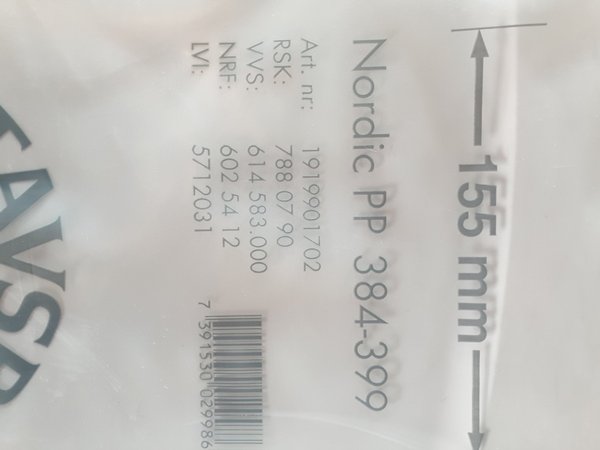 155 mm
Nordic PP 384-399
Art. nr: 1919901702
RSK: 788 07 90
VVS: 614 583.000
NRF: 602 54 12
LVI: 5712031
7 391530 029986